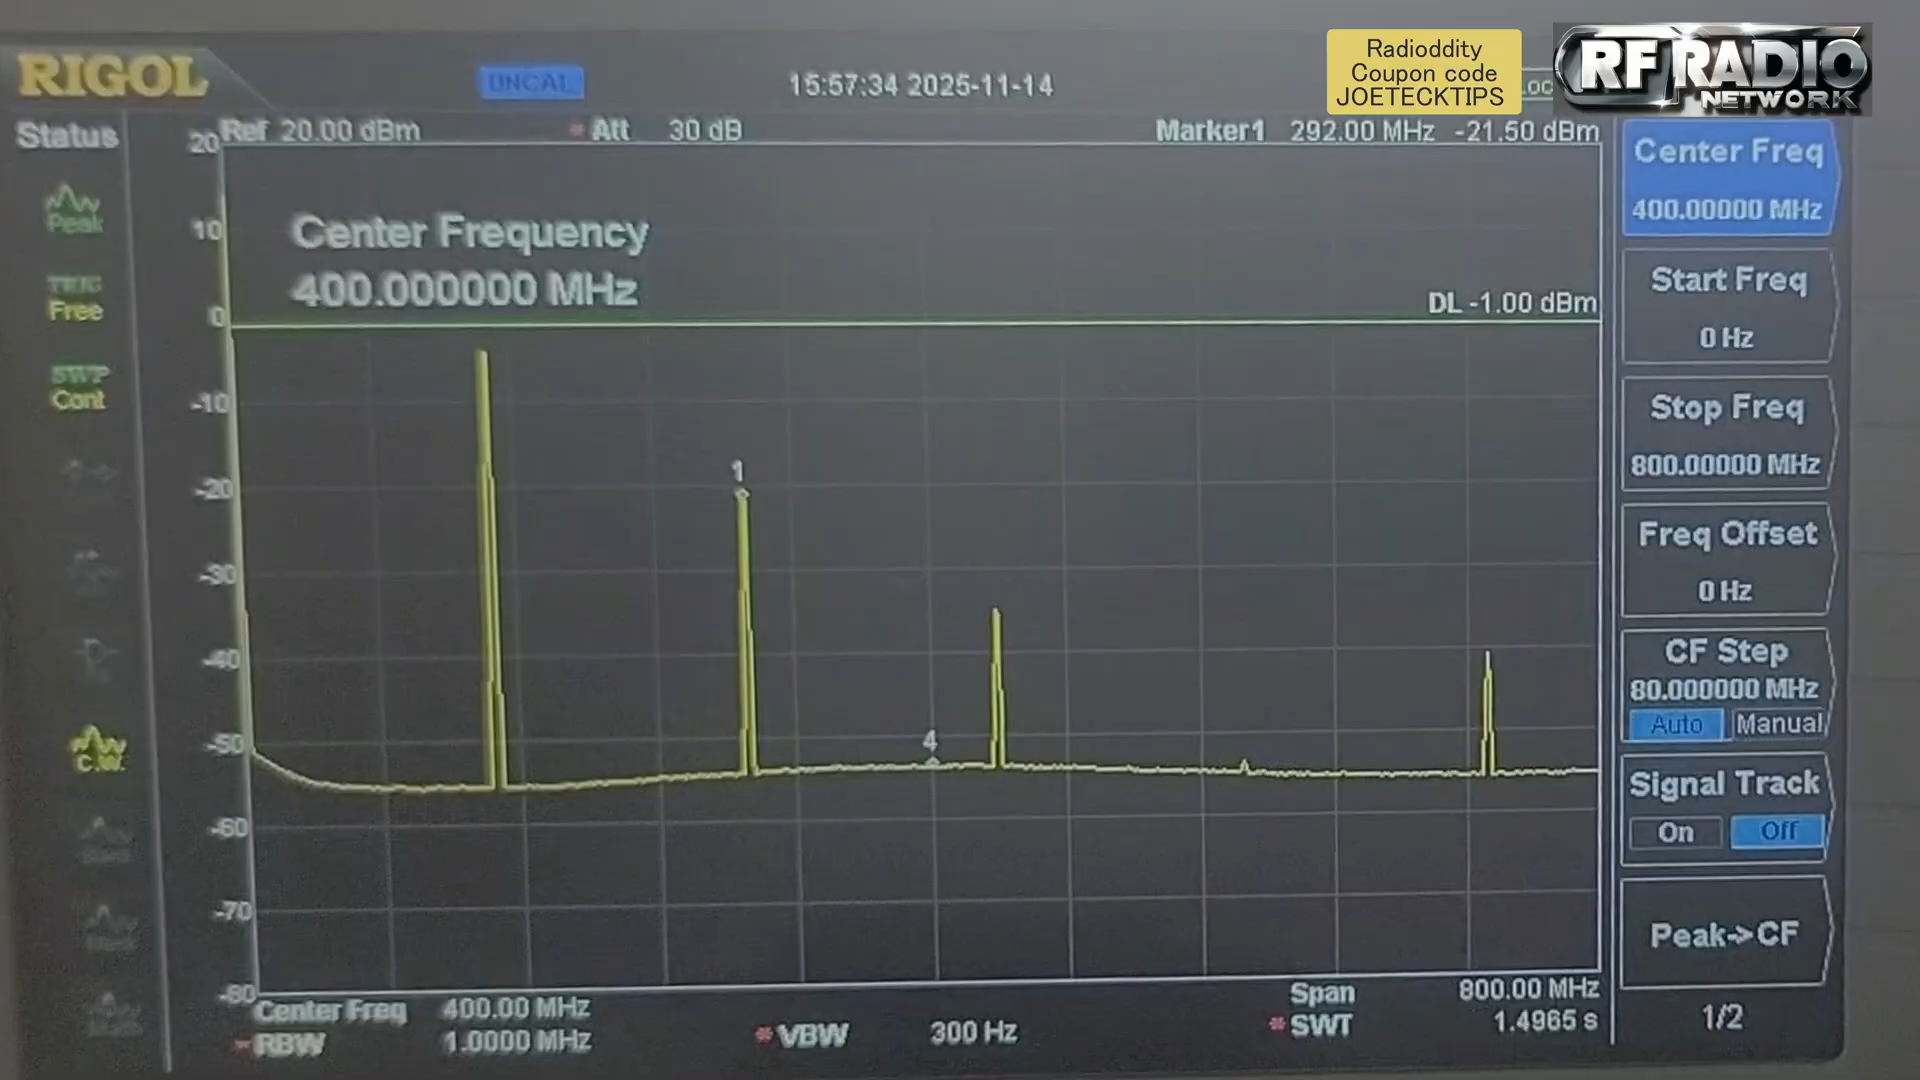 Radioddity
Coupon code
JOETECKTIPS
RF RADIO
NETWORK
RIGOL
UNCAL
15:57:34 2025-11-14
Status
Ref 20.00 dBm
* Att 30 dB
Marker1 292.00 MHz -21.50 dBm
Peak
TRIG
Free
SWP
Cont
C.W.
20
10
0
-10
-20
-30
-40
-50
-60
-70
-80
Center Frequency
400.000000 MHz
DL -1.00 dBm
1
4
Center Freq 400.00 MHz
Span 800.00 MHz
RBW 1.0000 MHz
* VBW 300 Hz
* SWT 1.4965 s
Center Freq
400.00000 MHz
Start Freq
0 Hz
Stop Freq
800.00000 MHz
Freq Offset
0 Hz
CF Step
80.000000 MHz
Auto Manual
Signal Track
On Off
Peak->CF
1/2